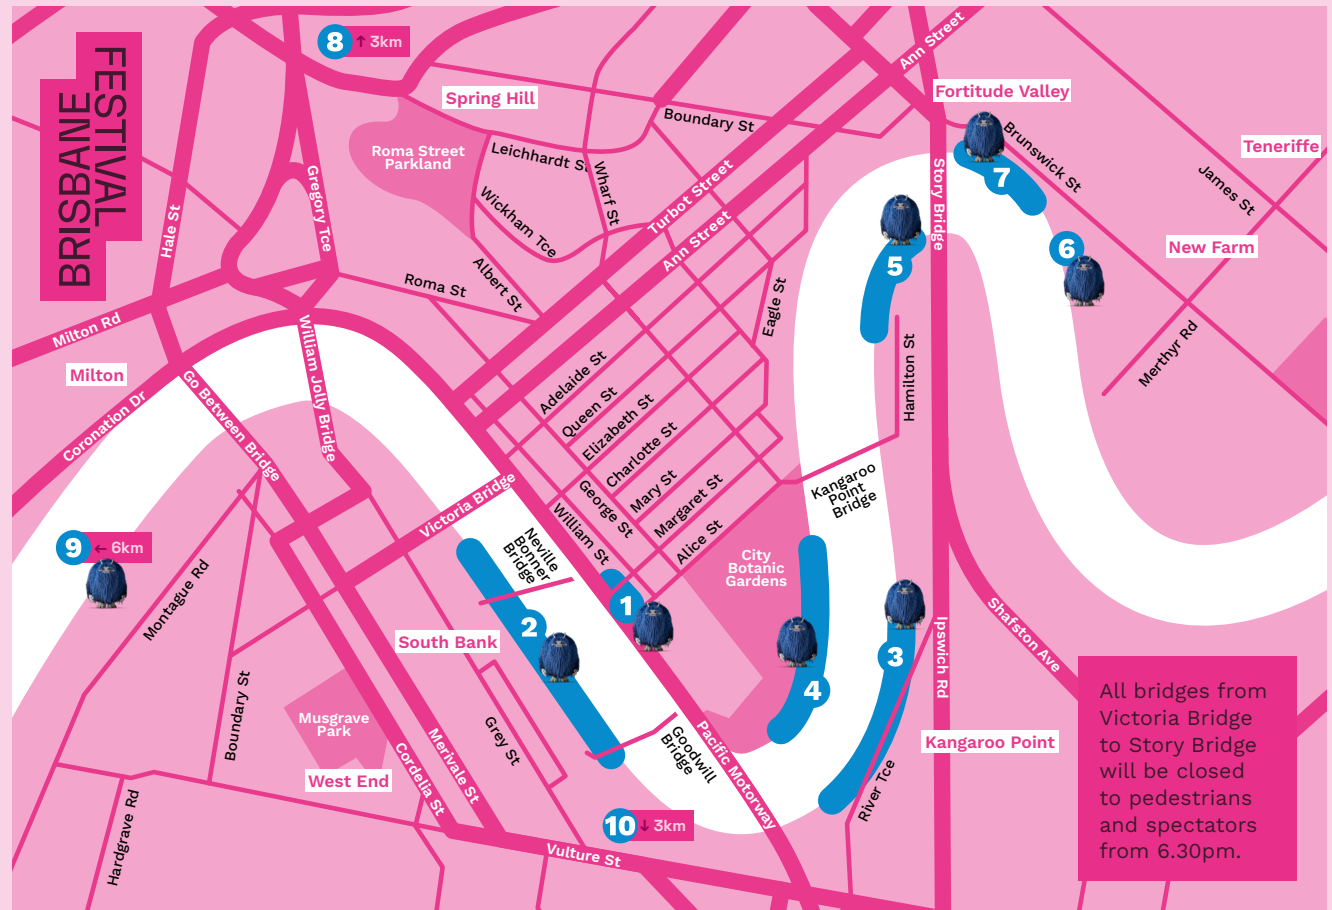 BRISBANE
FESTIVAL
8 ↑ 3km
Ann Street
Spring Hill
Fortitude Valley
Boundary St
Roma Street
Parkland
Leichhardt St
Wharf St
Brunswick St
Teneriffe
James St
7
Gregory Tce
Hale St
Wickham Tce
Turbot Street
Ann Street
Story Bridge
6
New Farm
5
Albert St
Roma St
Eagle St
Milton Rd
Milton
William Jolly Bridge
Merthyr Rd
Hamilton St
Coronation Dr
Go Between Bridge
Adelaide St
Queen St
Elizabeth St
Charlotte St
Mary St
Margaret St
Alice St
George St
William St
Victoria Bridge
Kangaroo
Point
Bridge
Neville
Bonner
Bridge
City
Botanic
Gardens
9 ← 6km
Montague Rd
1
2
South Bank
3
4
Ipswich Rd
Shafston Ave
Boundary St
Musgrave
Park
West End
Grey St
Merivale St
Cordelia St
Goodwill
Bridge
Pacific Motorway
Kangaroo Point
River Tce
10 ↓ 3km
Vulture St
Hardgrave Rd
All bridges from
Victoria Bridge
to Story Bridge
will be closed
to pedestrians
and spectators
from 6.30pm.